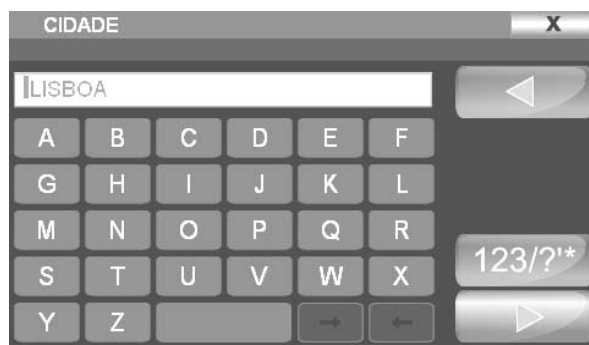 CIDADE X
LISBOA
A B C D E F
G H I J K L
M N O P Q R
123/?'*
S T U V W X
Y Z → ←